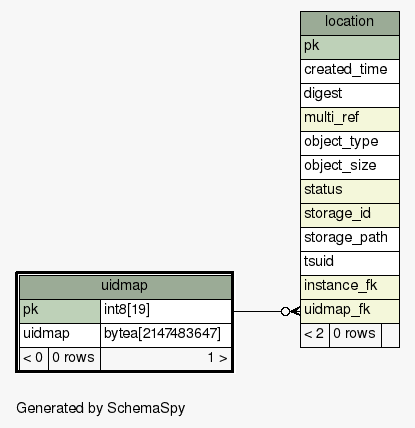 location
pk
created_time
digest
multi_ref
object_type
object_size
status
storage_id
storage_path
tsuid
instance_fk
uidmap_fk
< 2 0 rows
uidmap
pk int8[19]
uidmap bytea[2147483647]
< 0 0 rows 1 >
Generated by SchemaSpy